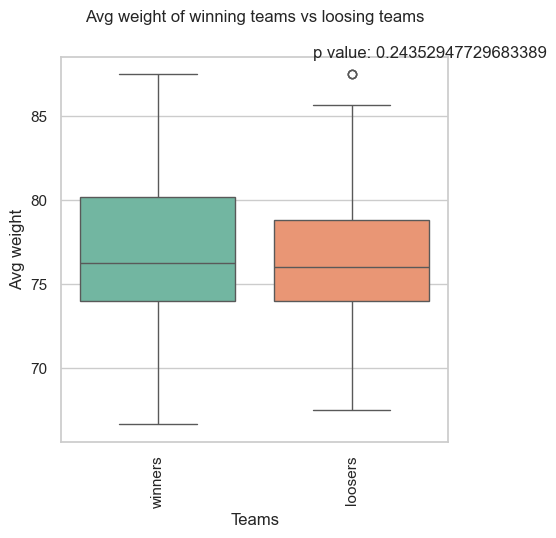 Avg weight of winning teams vs loosing teams
p value: 0.24352947729683389
85
80
75
70
Avg weight
winners
loosers
Teams